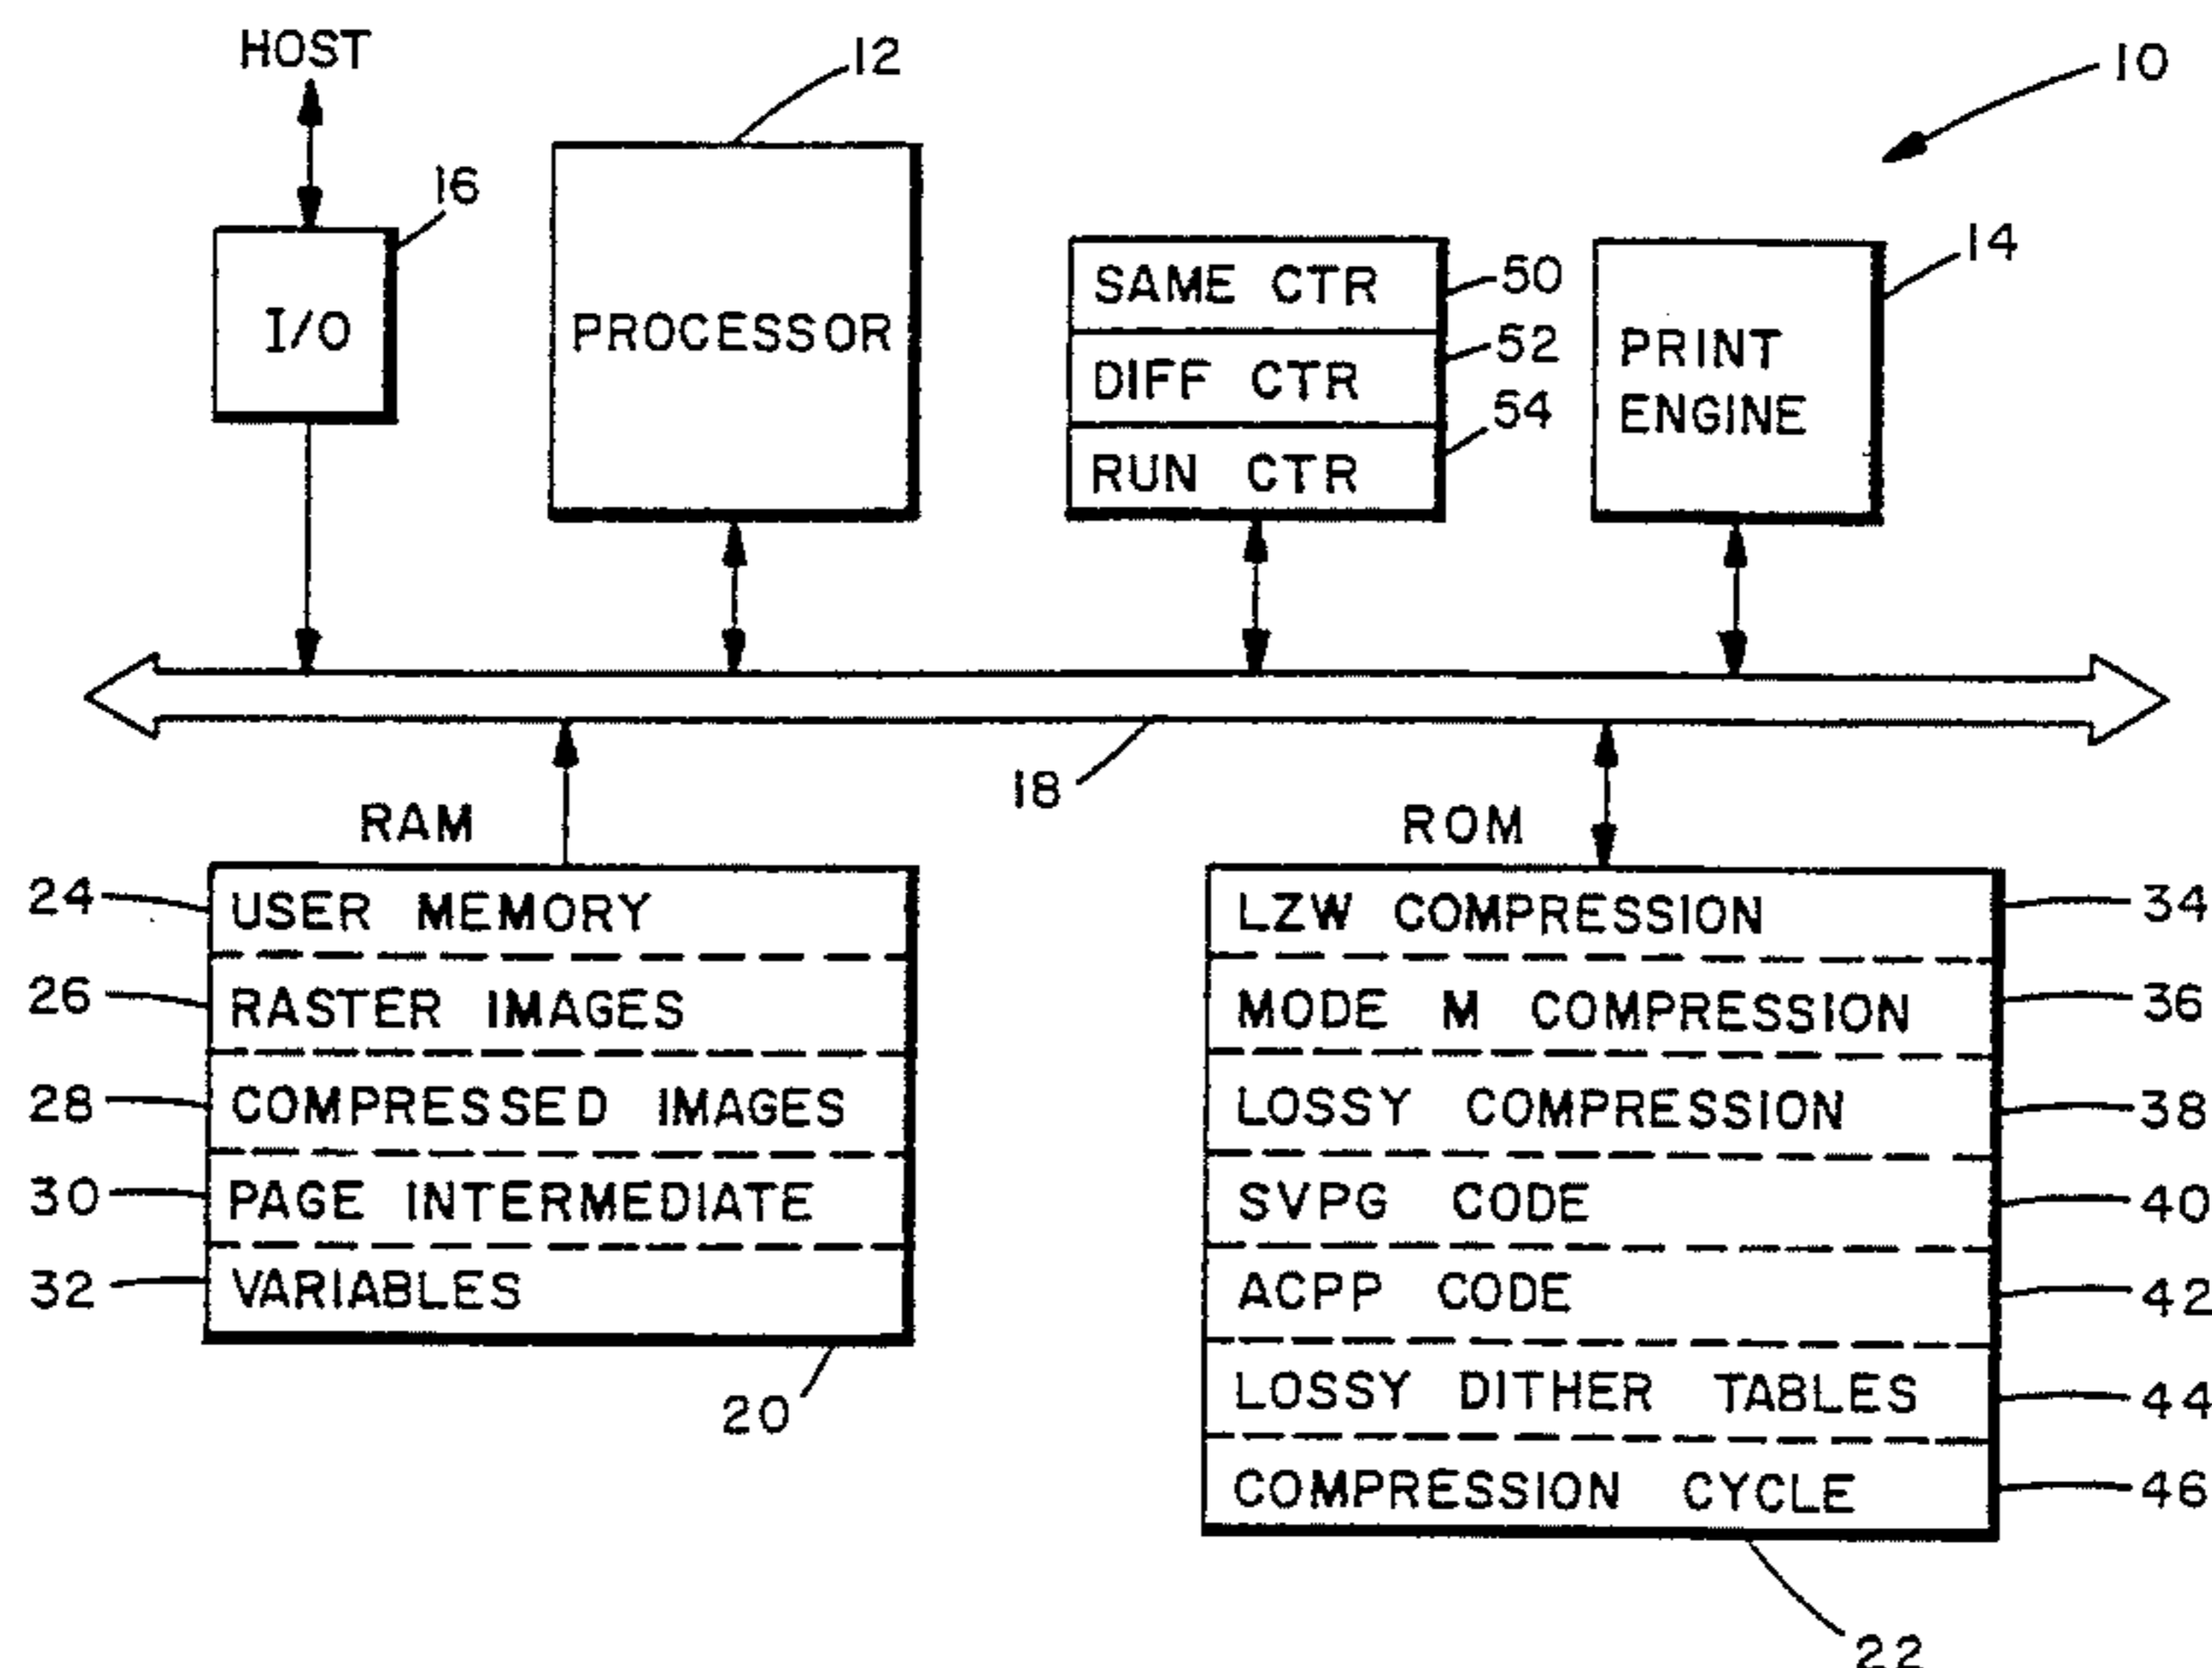 HOST
12
10
16
14
I/O
PROCESSOR
SAME CTR
50
DIFF CTR
52
RUN CTR
54
PRINT
ENGINE
18
RAM
ROM
24
USER MEMORY
26
RASTER IMAGES
28
COMPRESSED IMAGES
30
PAGE INTERMEDIATE
32
VARIABLES
20
LZW COMPRESSION
34
MODE M COMPRESSION
36
LOSSY COMPRESSION
38
SVPG CODE
40
ACPP CODE
42
LOSSY DITHER TABLES
44
COMPRESSION CYCLE
46
22